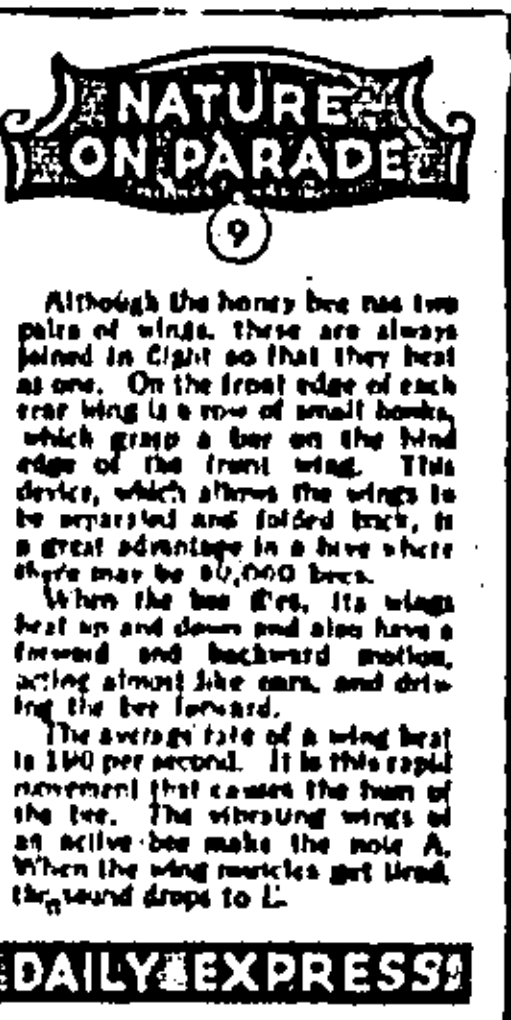 NATURE
ON PARADE
9
Although the honey bee has two
pairs of wings, these are always
joined in flight so that they beat
as one. On the front edge of each
rear wing is a row of small hooks,
which grasp a bar on the hind
edge of the front wing. This
device, which allows the wings to
be separated and folded back, is
a great advantage in a hive where
there may be bees.
When the bee flies, its wings
beat up and down and also have a
forward and backward motion,
acting almost like oars, and driv-
ing the bee forward.
The average rate of a wing beat
is per second. It is this rapid
movement that causes the hum of
the bee. The vibrating wings of
an active bee make the note A.
When the wing muscles get tired,
the sound drops to
DAILY EXPRESS